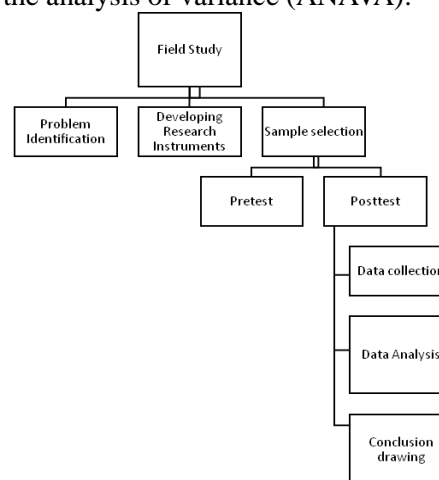 the analysis of variance (ANAVA).
Field Study
Problem
Identification
Developing
Research
Instruments
Sample selection
Pretest
Posttest
Data collection
Data Analysis
Conclusion
drawing